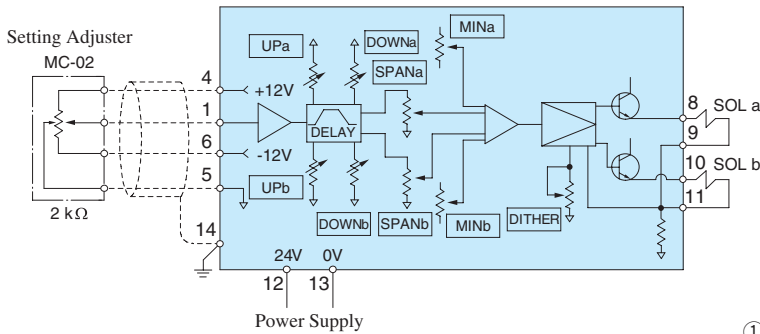 Setting Adjuster
MC-02
2 kΩ
4
1
6
5
14
+12V
-12V
UPa
DOWNa
SPANa
MINa
DELAY
UPb
DOWNb
SPANb
MINb
DITHER
8 SOL a
9
10 SOL b
11
24V 0V
12 13
Power Supply
1